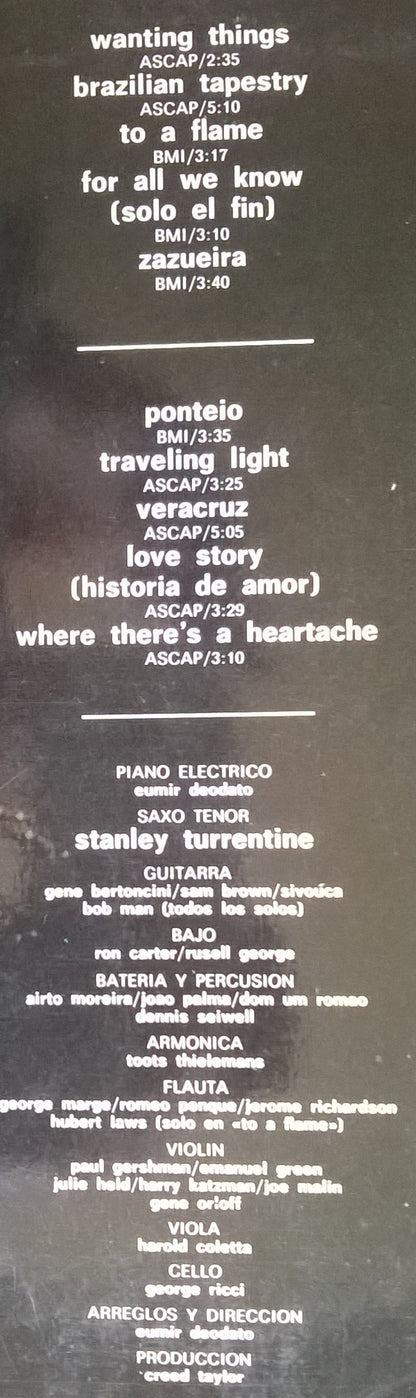 wanting things
ASCAP/2:35
brazilian tapestry
ASCAP/5:10
to a flame
BMI/3:17
for all we know
(solo el fin)
BMI/3:10
zazueira
BMI/3:40
ponteio
BMI/3:35
traveling light
ASCAP/3:25
veracruz
ASCAP/5:05
love story
(historia de amor)
ASCAP/3:29
where there's a heartache
ASCAP/3:10
PIANO ELECTRICO
eumir deodato
SAXO TENOR
stanley turrentine
GUITARRA
gene bertoncini/sam brown/sivouca
bob man (todos los solos)
BAJO
ron carter/rusell george
BATERIA Y PERCUSION
airto moreira/joao palma/dom um romao
dennis seiwell
ARMONICA
toots thielemans
FLAUTA
george marge/romeo penque/jerome richardson
hubert laws (solo en «to a flame»)
VIOLIN
paul gershman/emanuel green
julie held/harry katzman/joe malin
gene orloff
VIOLA
harold coletta
CELLO
george ricci
ARREGLOS Y DIRECCION
eumir deodato
PRODUCCION
creed taylor